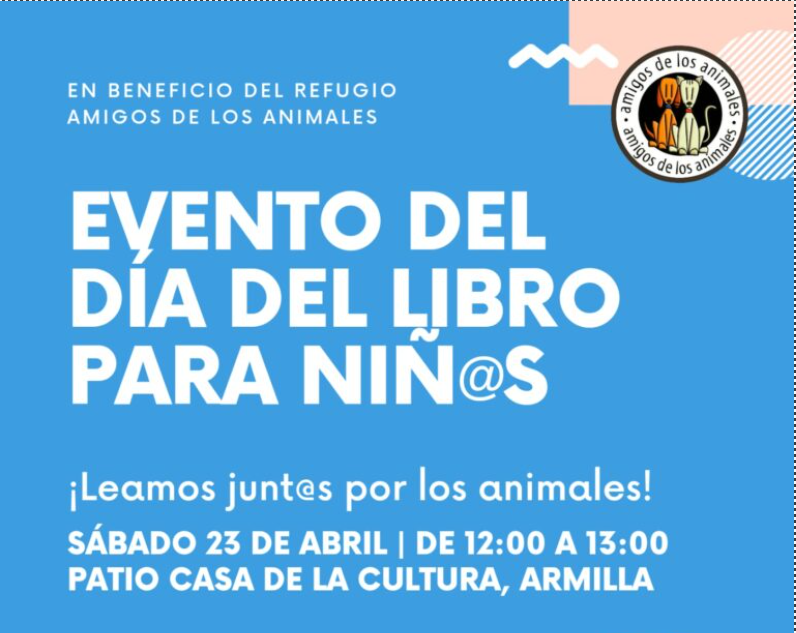 EN BENEFICIO DEL REFUGIO
AMIGOS DE LOS ANIMALES
amigos de los animales
amigos de los animales
EVENTO DEL
DÍA DEL LIBRO
PARA NIÑ@S
¡Leamos junt@s por los animales!
SÁBADO 23 DE ABRIL | DE 12:00 A 13:00
PATIO CASA DE LA CULTURA, ARMILLA